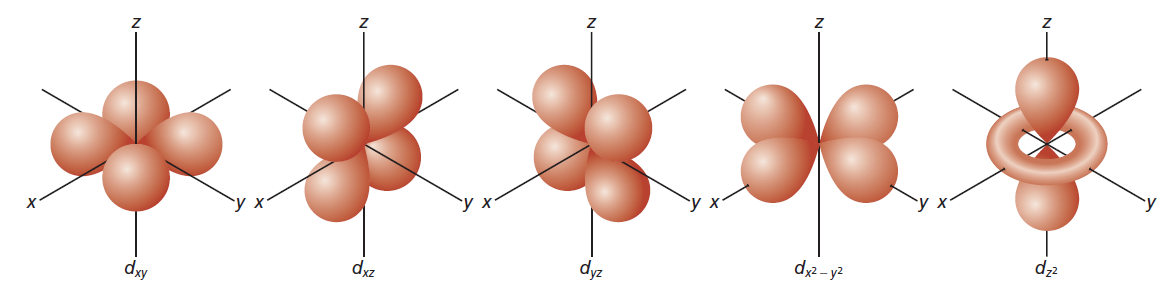 z z z z z
x y x y x y x y x y
dxy dxz dyz dx² − y² dz²